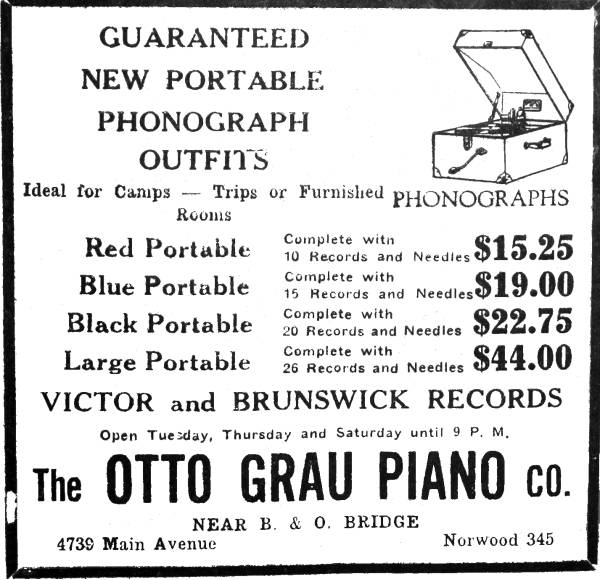 GUARANTEED
NEW PORTABLE
PHONOGRAPH
OUTFITS
Ideal for Camps — Trips or Furnished
Rooms
PHONOGRAPHS
Red Portable Complete with 10 Records and Needles $15.25
Blue Portable Complete with 15 Records and Needles $19.00
Black Portable Complete with 20 Records and Needles $22.75
Large Portable Complete with 26 Records and Needles $44.00
VICTOR and BRUNSWICK RECORDS
Open Tuesday, Thursday and Saturday until 9 P. M.
The OTTO GRAU PIANO CO.
NEAR B. & O. BRIDGE
4739 Main Avenue Norwood 345